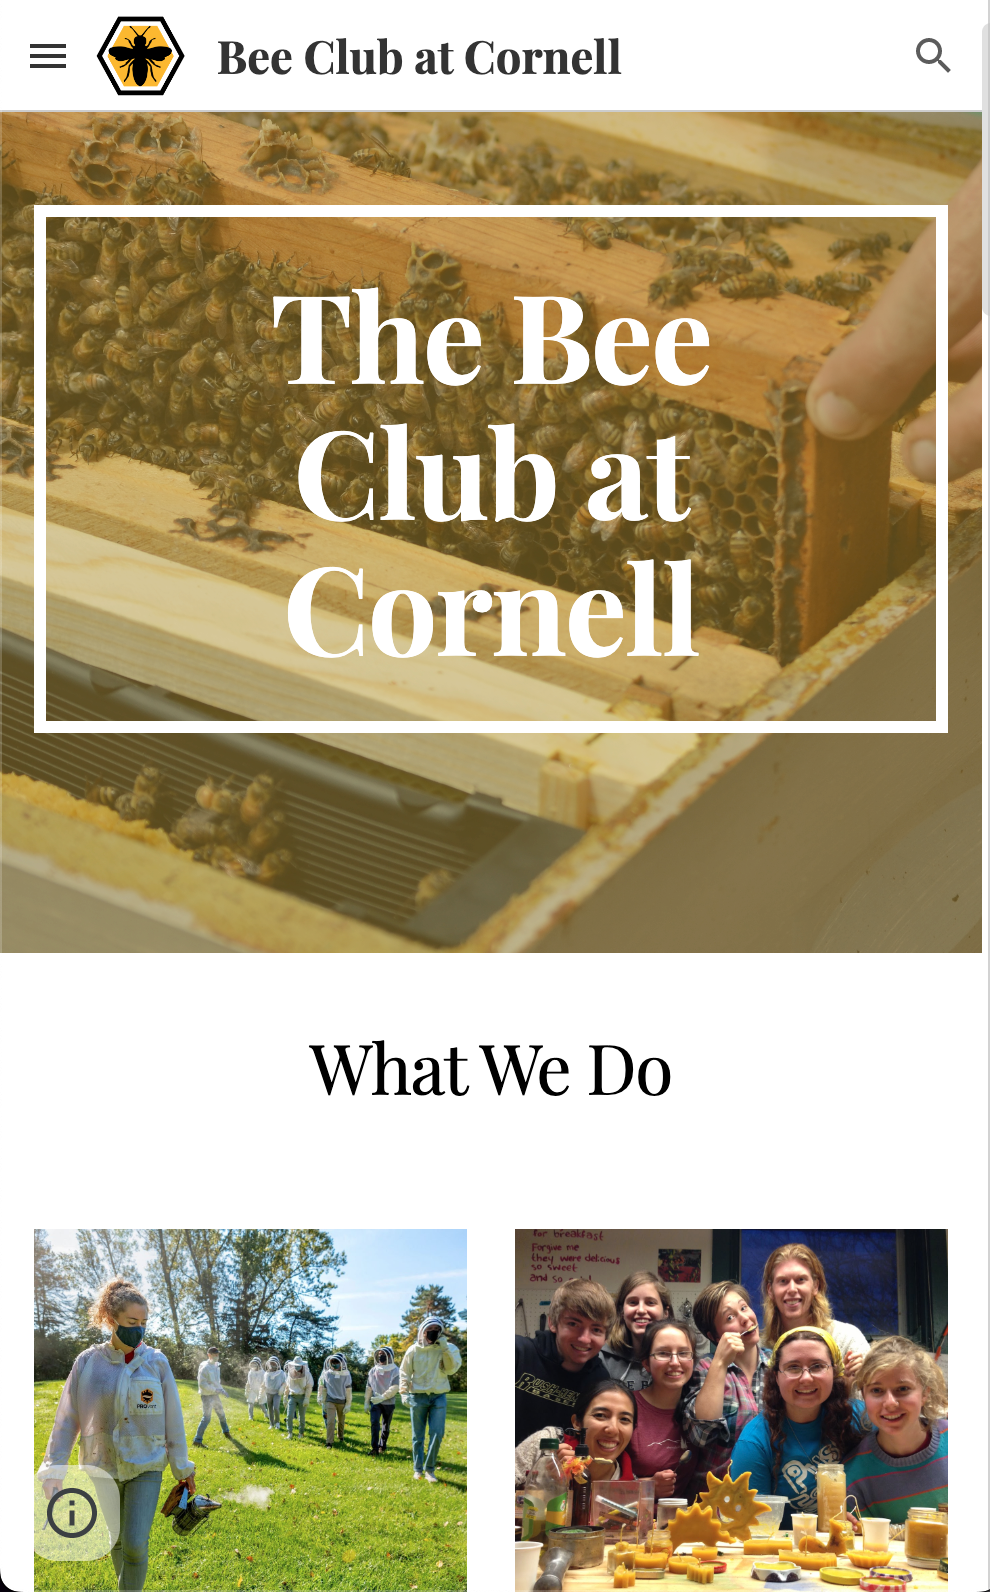 Bee Club at Cornell
The Bee
Club at
Cornell
What We Do
for breakfast
Forgive me
they were delicious
so sweet
and so